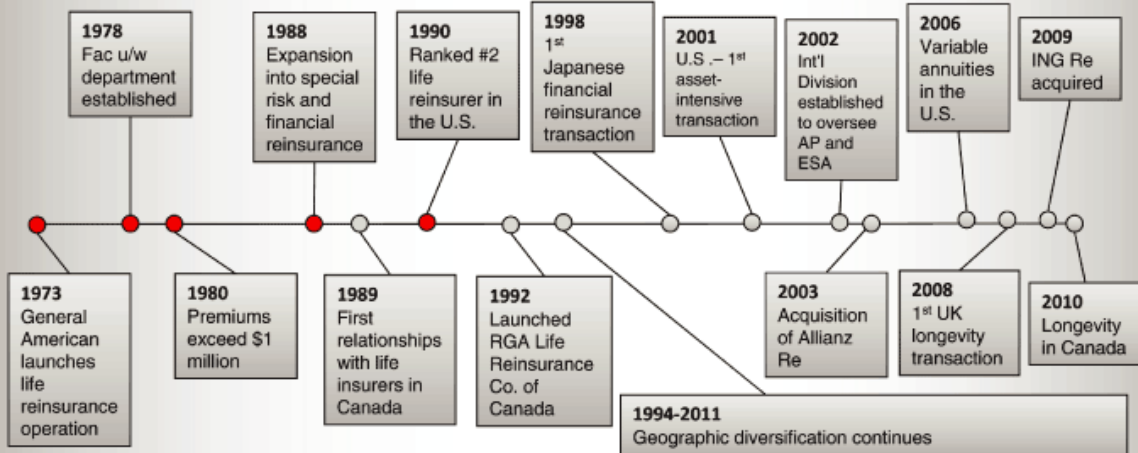 1978
Fac u/w
department
established
1988
Expansion
into special
risk and
financial
reinsurance
1990
Ranked #2
life
reinsurer in
the U.S.
1998
1st
Japanese
financial
reinsurance
transaction
2001
U.S .– 1st
asset-
intensive
transaction
2002
Int'l
Division
established
to oversee
AP and
ESA
2006
Variable
annuities
in the
U.S.
2009
ING Re
acquired
1973
General
American
launches
life
reinsurance
operation
1980
Premiums
exceed $1
million
1989
First
relationships
with life
insurers in
Canada
1992
Launched
RGA Life
Reinsurance
Co. of
Canada
1994-2011
Geographic diversification continues
2003
Acquisition
of Allianz
Re
2008
1st UK
longevity
transaction
2010
Longevity
in Canada